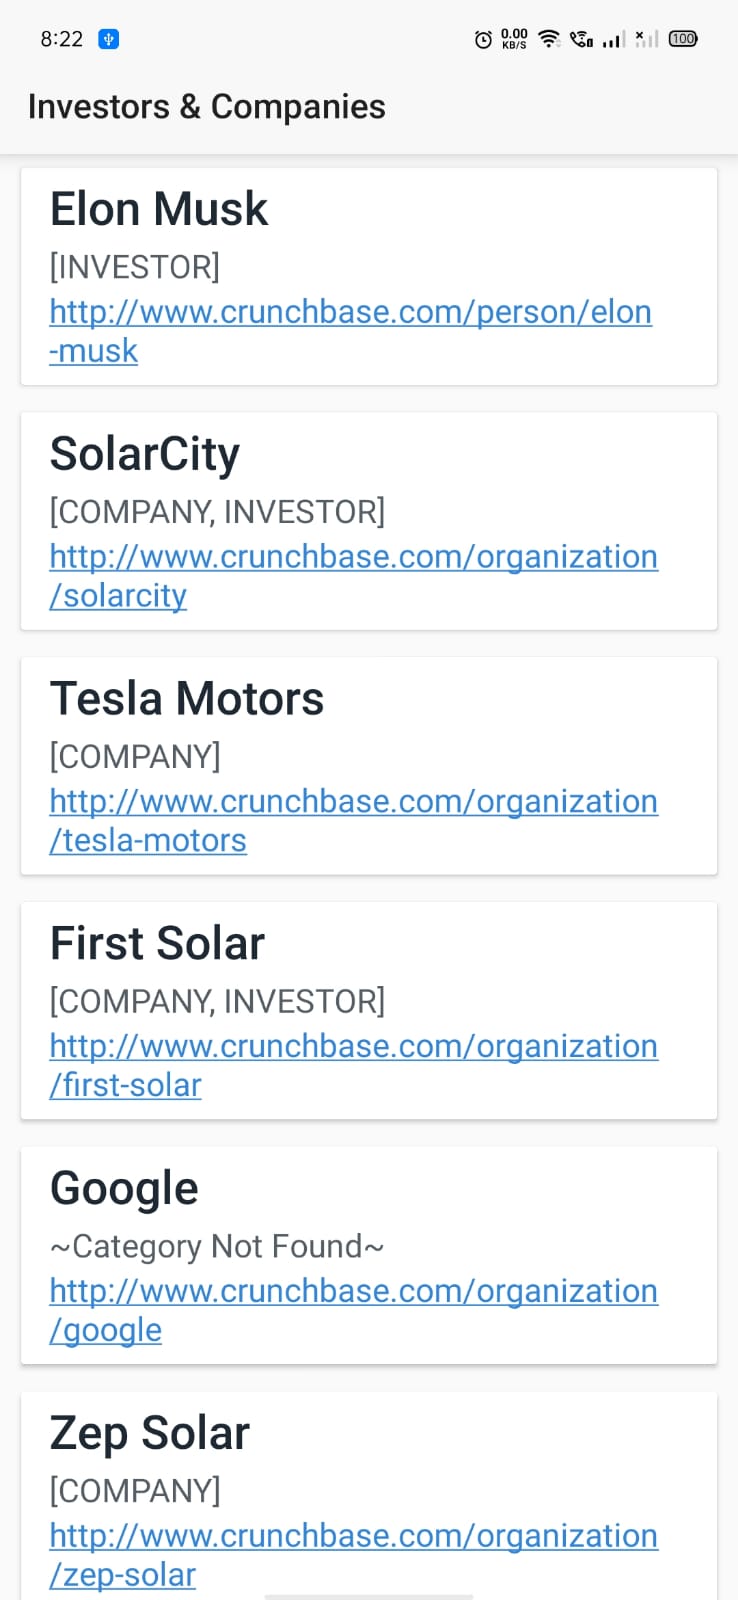 8:22
0.00
KB/S
100
Investors & Companies
Elon Musk
[INVESTOR]
http://www.crunchbase.com/person/elon
-musk
SolarCity
[COMPANY, INVESTOR]
http://www.crunchbase.com/organization
/solarcity
Tesla Motors
[COMPANY]
http://www.crunchbase.com/organization
/tesla-motors
First Solar
[COMPANY, INVESTOR]
http://www.crunchbase.com/organization
/first-solar
Google
~Category Not Found~
http://www.crunchbase.com/organization
/google
Zep Solar
[COMPANY]
http://www.crunchbase.com/organization
/zep-solar